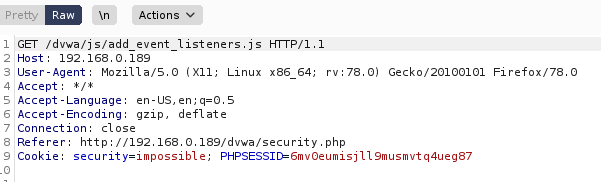 Pretty Raw \n Actions
1 GET /dvwa/js/add_event_listeners.js HTTP/1.1
2 Host: 192.168.0.189
3 User-Agent: Mozilla/5.0 (X11; Linux x86_64; rv:78.0) Gecko/20100101 Firefox/78.0
4 Accept: */*
5 Accept-Language: en-US,en;q=0.5
6 Accept-Encoding: gzip, deflate
7 Connection: close
8 Referer: http://192.168.0.189/dvwa/security.php
9 Cookie: security=impossible; PHPSESSID=6mv0eumisjll9musmvtq4ueg87
10